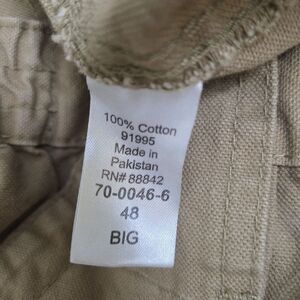 100% Cotton
91995
Made in
Pakistan
RN# 88842
70-0046-6
48
BIG